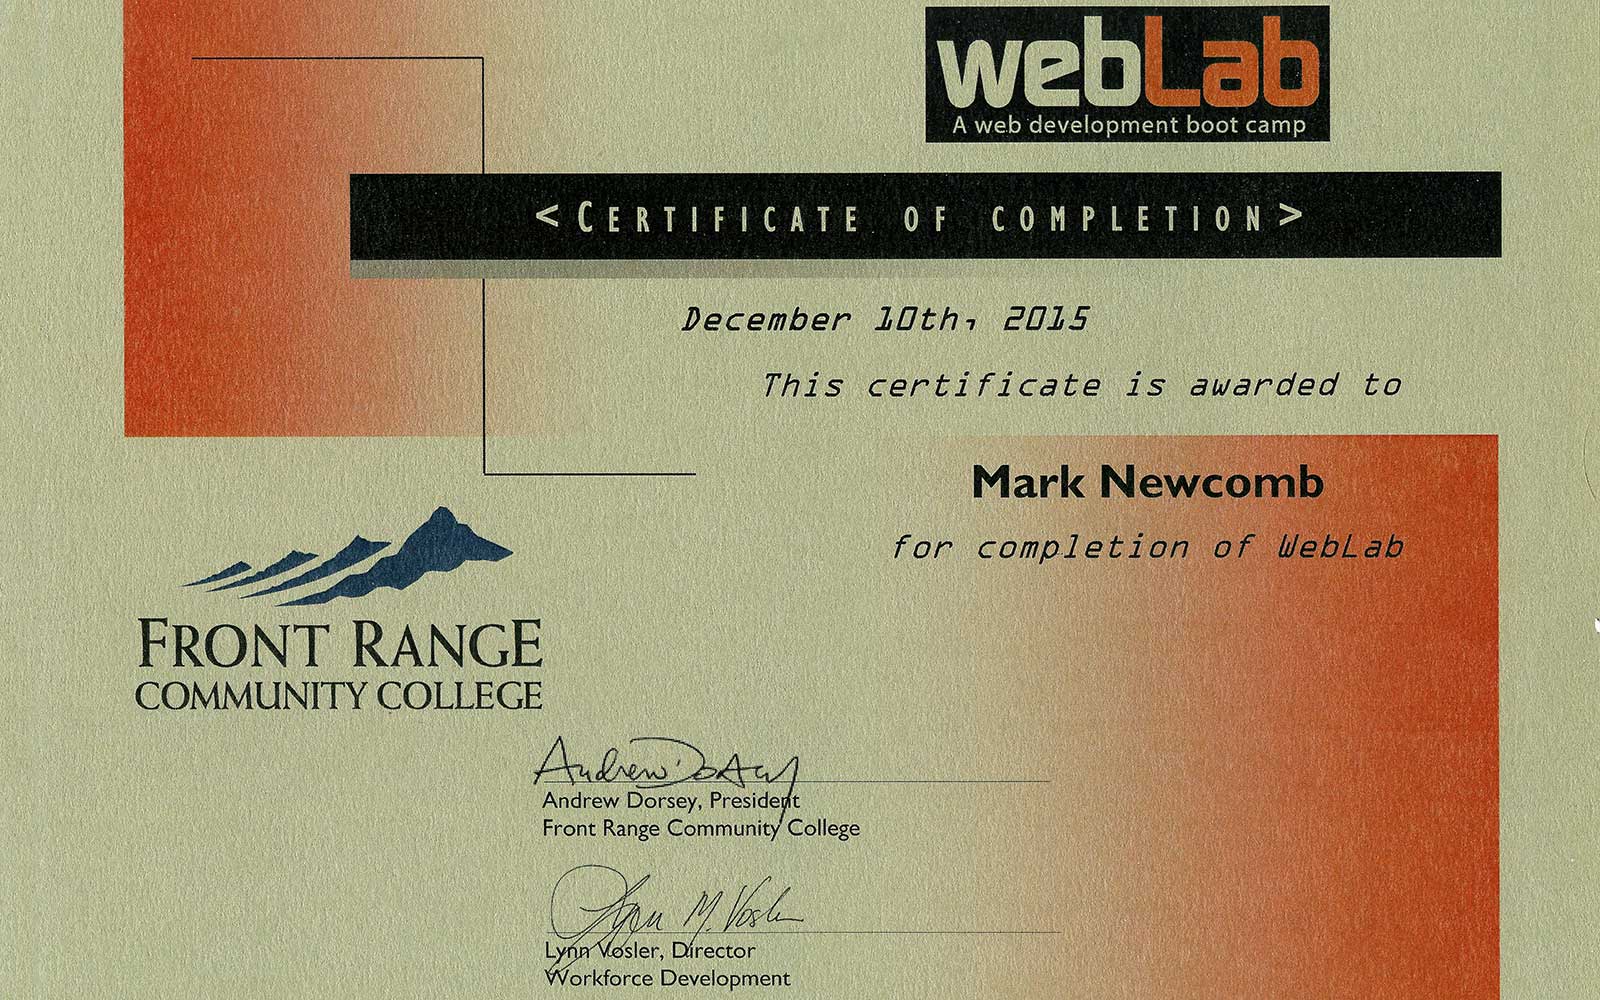 webLab
A web development boot camp
<Certificate of completion>
December 10th, 2015
This certificate is awarded to
Mark Newcomb
for completion of WebLab
FRONT RANGE
COMMUNITY COLLEGE
Andrew Dorsey
Andrew Dorsey, President
Front Range Community College
Lynn M. Vosler
Lynn Vosler, Director
Workforce Development